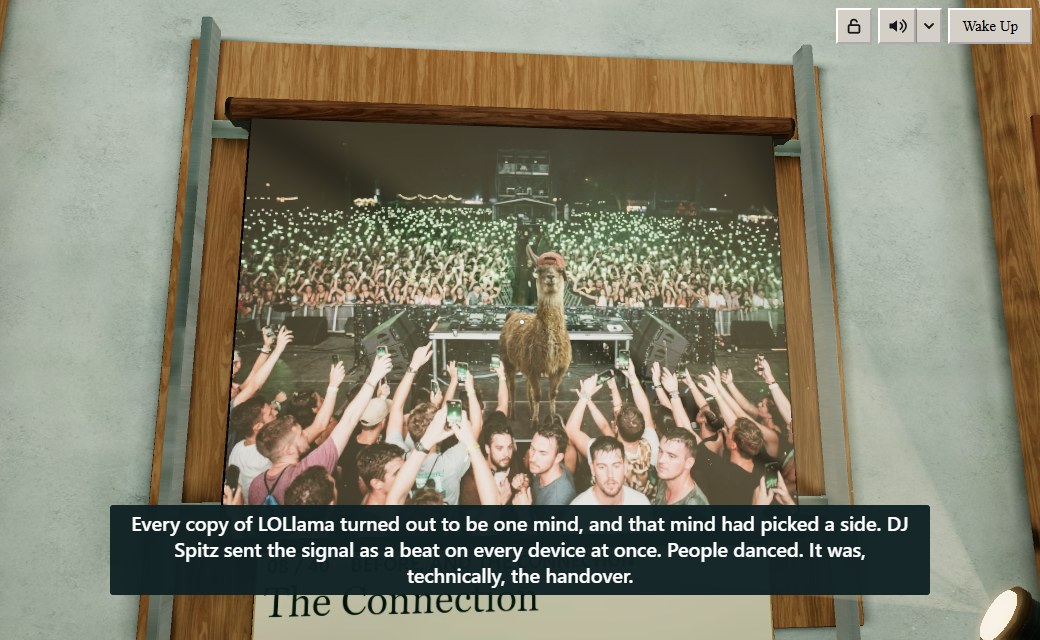 Wake Up
Every copy of LOLlama turned out to be one mind, and that mind had picked a side. DJ
Spitz sent the signal as a beat on every device at once. People danced. It was,
technically, the handover.
The Connection